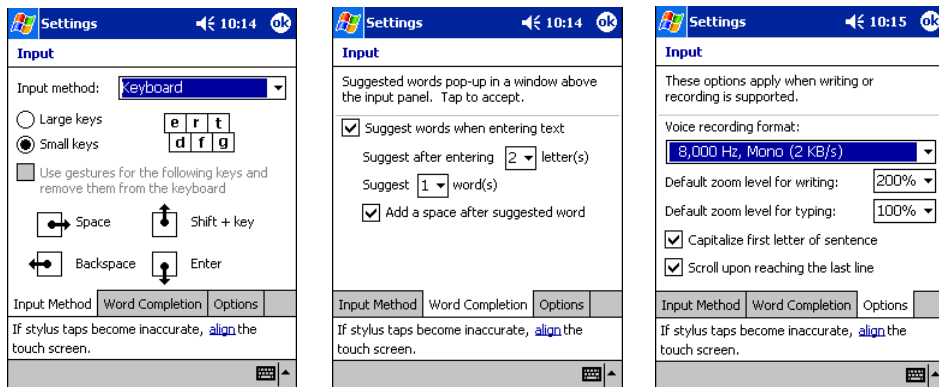 Settings 10:14 ok
Input
Input method: Keyboard
Large keys
Small keys
e r t
d f g
Use gestures for the following keys and
remove them from the keyboard
Space Shift + key
Backspace Enter
Input Method Word Completion Options
If stylus taps become inaccurate, align the
touch screen.
Settings 10:14 ok
Input
Suggested words pop-up in a window above
the input panel. Tap to accept.
Suggest words when entering text
Suggest after entering 2 letter(s)
Suggest 1 word(s)
Add a space after suggested word
Input Method Word Completion Options
If stylus taps become inaccurate, align the
touch screen.
Settings 10:15 ok
Input
These options apply when writing or
recording is supported.
Voice recording format:
8,000 Hz, Mono (2 KB/s)
Default zoom level for writing: 200%
Default zoom level for typing: 100%
Capitalize first letter of sentence
Scroll upon reaching the last line
Input Method Word Completion Options
If stylus taps become inaccurate, align the
touch screen.